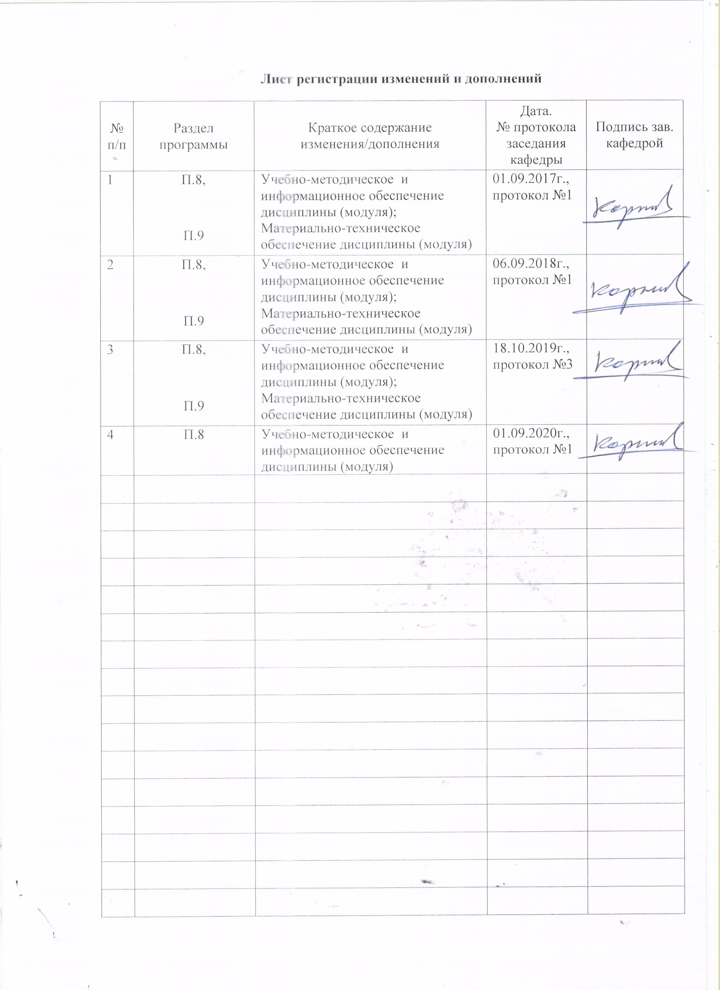 Лист регистрации изменений и дополнений
№
п/п
Раздел
программы
Краткое содержание
изменения/дополнения
Дата.
№ протокола
заседания
кафедры
Подпись зав.
кафедрой
1
П.8,
П.9
Учебно-методическое и
информационное обеспечение
дисциплины (модуля);
Материально-техническое
обеспечение дисциплины (модуля)
01.09.2017г.,
протокол №1
2
П.8,
П.9
Учебно-методическое и
информационное обеспечение
дисциплины (модуля);
Материально-техническое
обеспечение дисциплины (модуля)
06.09.2018г.,
протокол №1
3
П.8,
П.9
Учебно-методическое и
информационное обеспечение
дисциплины (модуля);
Материально-техническое
обеспечение дисциплины (модуля)
18.10.2019г.,
протокол №3
4
П.8
Учебно-методическое и
информационное обеспечение
дисциплины (модуля)
01.09.2020г.,
протокол №1